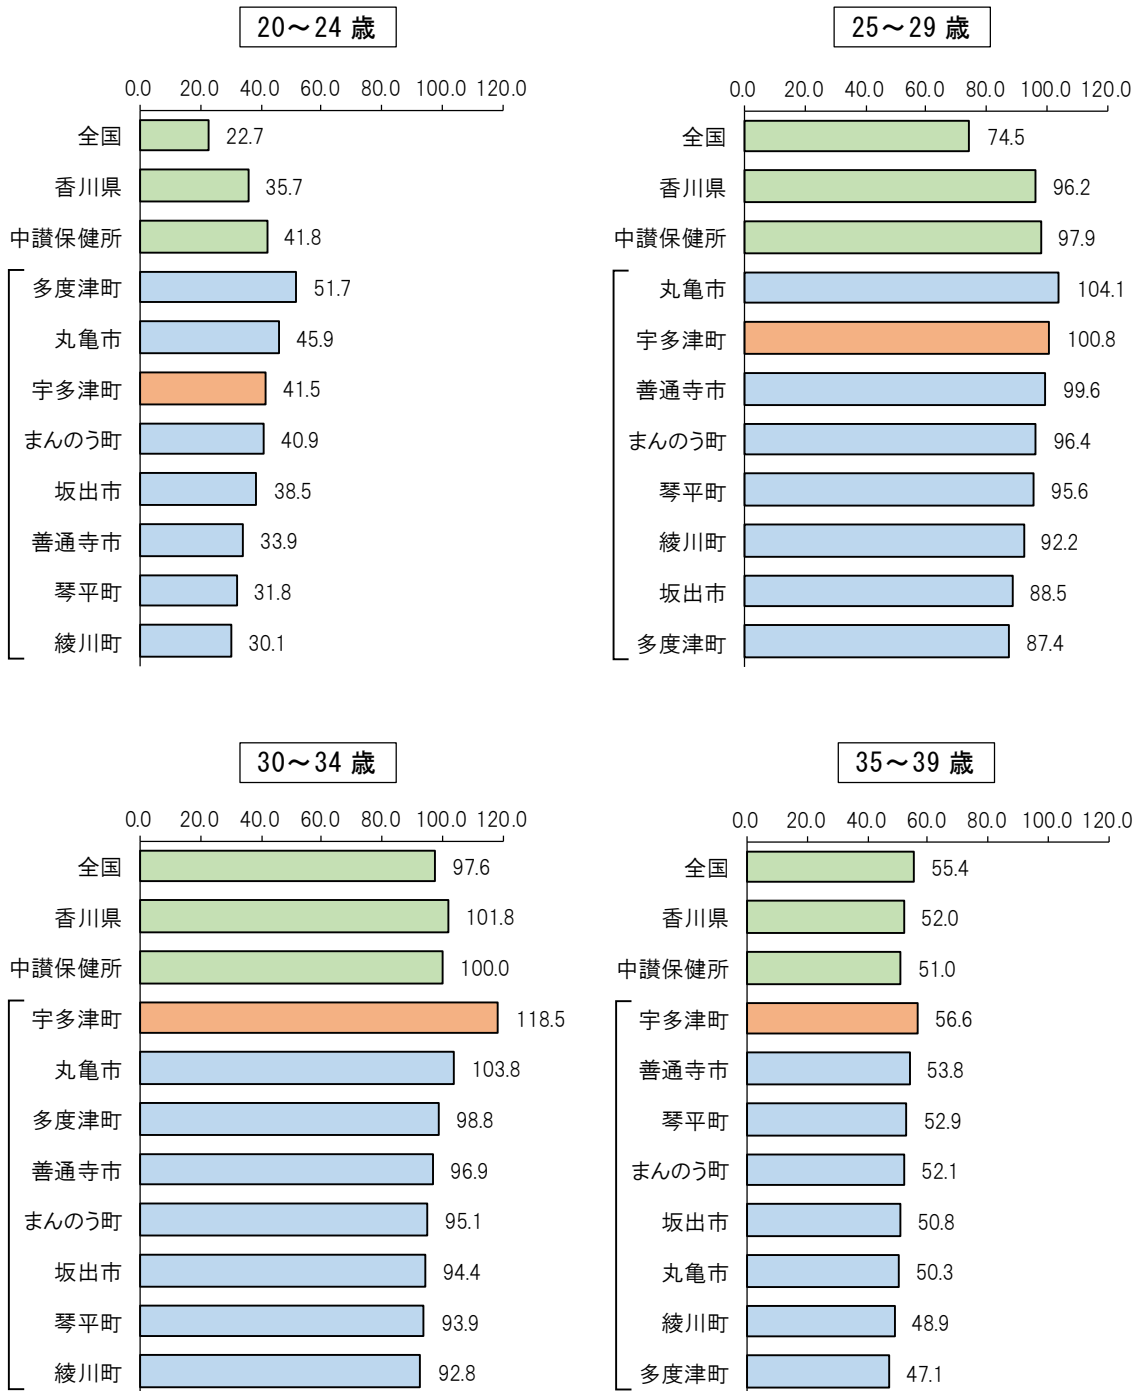 20～24 歳
0.0 20.0 40.0 60.0 80.0 100.0 120.0
全国 22.7
香川県 35.7
中讃保健所 41.8
多度津町 51.7
丸亀市 45.9
宇多津町 41.5
まんのう町 40.9
坂出市 38.5
善通寺市 33.9
琴平町 31.8
綾川町 30.1
25～29 歳
0.0 20.0 40.0 60.0 80.0 100.0 120.0
全国 74.5
香川県 96.2
中讃保健所 97.9
丸亀市 104.1
宇多津町 100.8
善通寺市 99.6
まんのう町 96.4
琴平町 95.6
綾川町 92.2
坂出市 88.5
多度津町 87.4
30～34 歳
0.0 20.0 40.0 60.0 80.0 100.0 120.0
全国 97.6
香川県 101.8
中讃保健所 100.0
宇多津町 118.5
丸亀市 103.8
多度津町 98.8
善通寺市 96.9
まんのう町 95.1
坂出市 94.4
琴平町 93.9
綾川町 92.8
35～39 歳
0.0 20.0 40.0 60.0 80.0 100.0 120.0
全国 55.4
香川県 52.0
中讃保健所 51.0
宇多津町 56.6
善通寺市 53.8
琴平町 52.9
まんのう町 52.1
坂出市 50.8
丸亀市 50.3
綾川町 48.9
多度津町 47.1